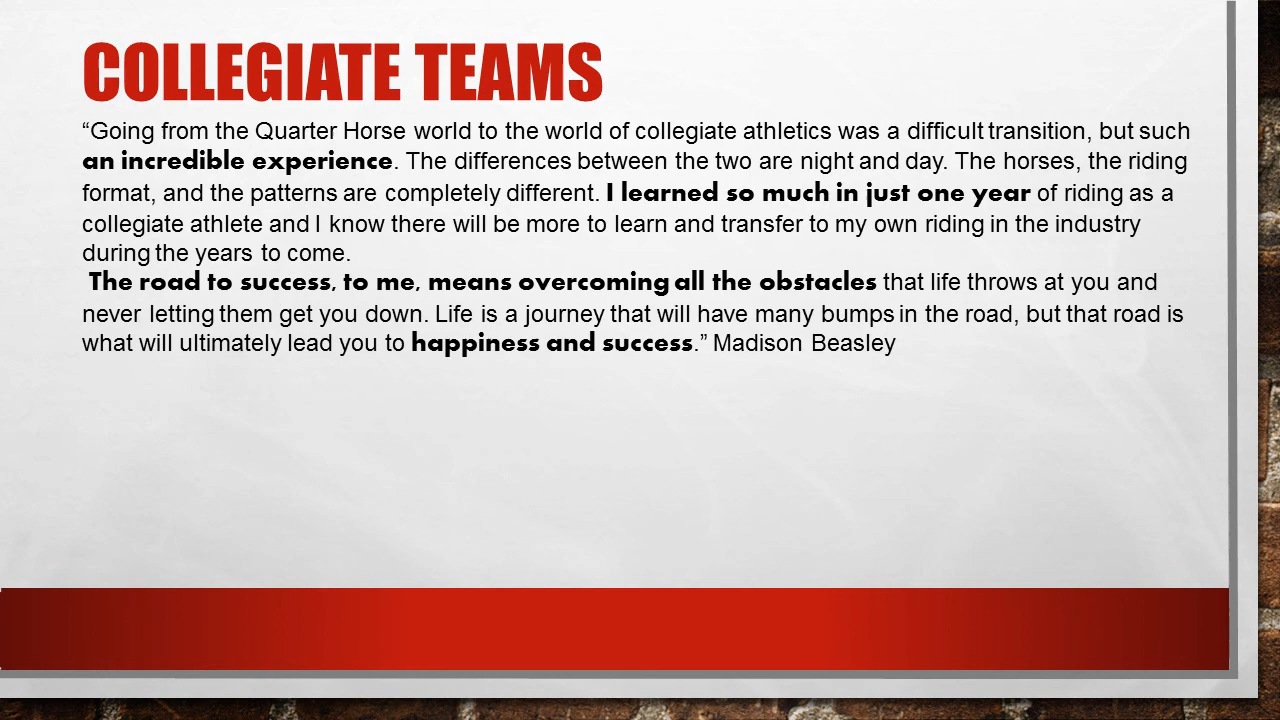 COLLEGIATE TEAMS
“Going from the Quarter Horse world to the world of collegiate athletics was a difficult transition, but such
an incredible experience. The differences between the two are night and day. The horses, the riding
format, and the patterns are completely different. I learned so much in just one year of riding as a
collegiate athlete and I know there will be more to learn and transfer to my own riding in the industry
during the years to come.
The road to success, to me, means overcoming all the obstacles that life throws at you and
never letting them get you down. Life is a journey that will have many bumps in the road, but that road is
what will ultimately lead you to happiness and success.” Madison Beasley